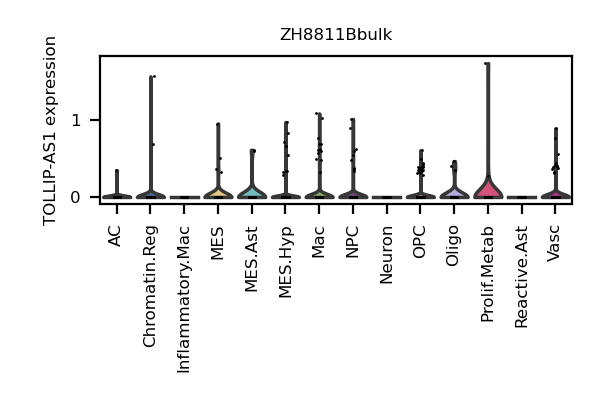 ZH8811Bbulk
TOLLIP-AS1 expression
1
0
AC
Chromatin.Reg
Inflammatory.Mac
MES
MES.Ast
MES.Hyp
Mac
NPC
Neuron
OPC
Oligo
Prolif.Metab
Reactive.Ast
Vasc